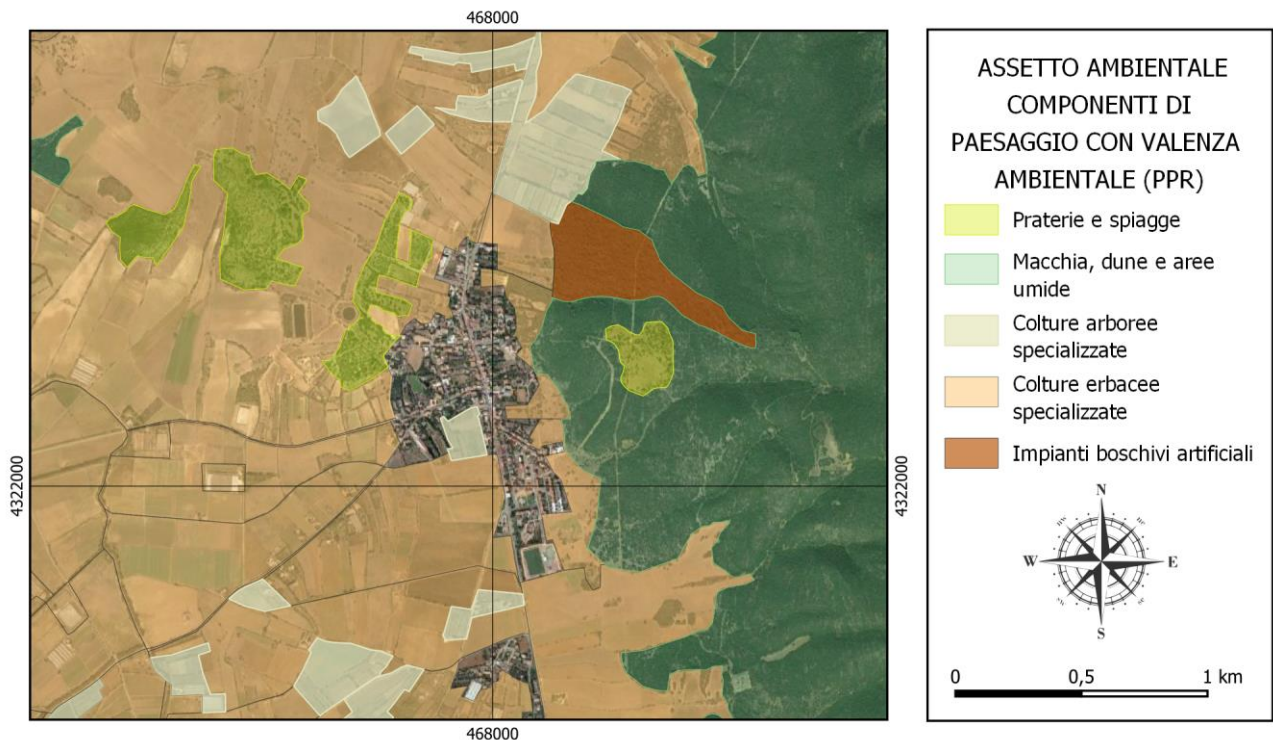 468000
4322000
4322000
468000
ASSETTO AMBIENTALE
COMPONENTI DI
PAESAGGIO CON VALENZA
AMBIENTALE (PPR)
Praterie e spiagge
Macchia, dune e aree
umide
Colture arboree
specializzate
Colture erbacee
specializzate
Impianti boschivi artificiali
N
W
E
S
0 0,5 1 km